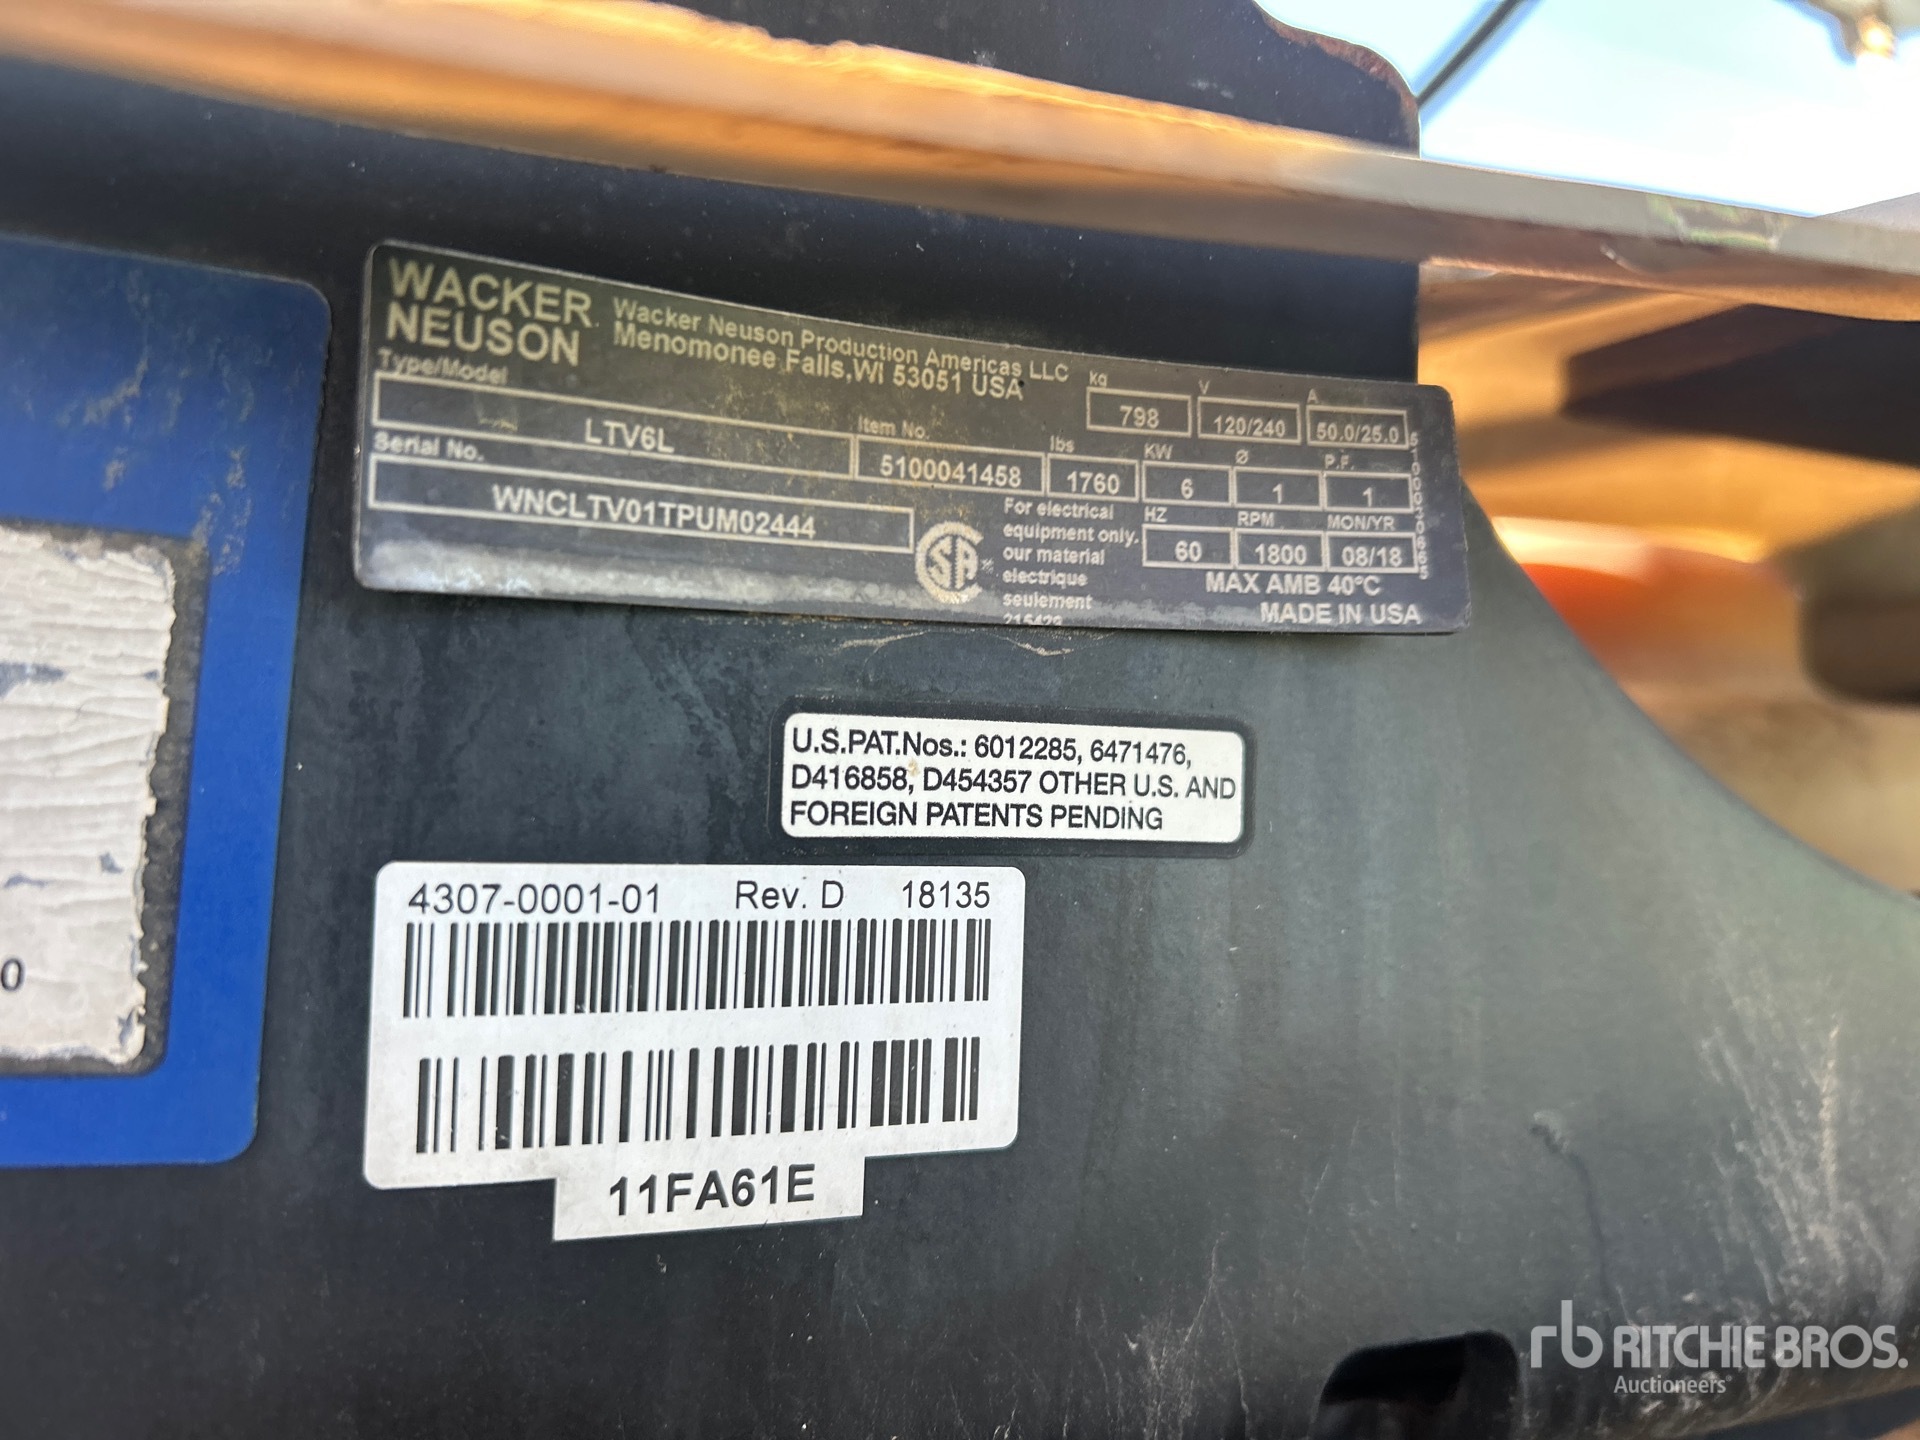 WACKER
NEUSON
Wacker Neuson Production Americas LLC
Menomonee Falls, WI 53051 USA
Type/Model
LTV6L
Item No.
5100041458
lbs
1760
kg
798
V
120/240
A
50.0/25.0
KW
6
Ø
1
P.F.
1
Serial No.
WNCLTV01TPUM02444
SA
For electrical
equipment only.
our material
electrique
seulement
215429
HZ
60
RPM
1800
MON/YR
08/18
MAX AMB 40°C
MADE IN USA
U.S.PAT.Nos.: 6012285, 6471476,
D416858, D454357 OTHER U.S. AND
FOREIGN PATENTS PENDING
4307-0001-01 Rev. D 18135
11FA61E
0
rb RITCHIE BROS.
Auctioneers